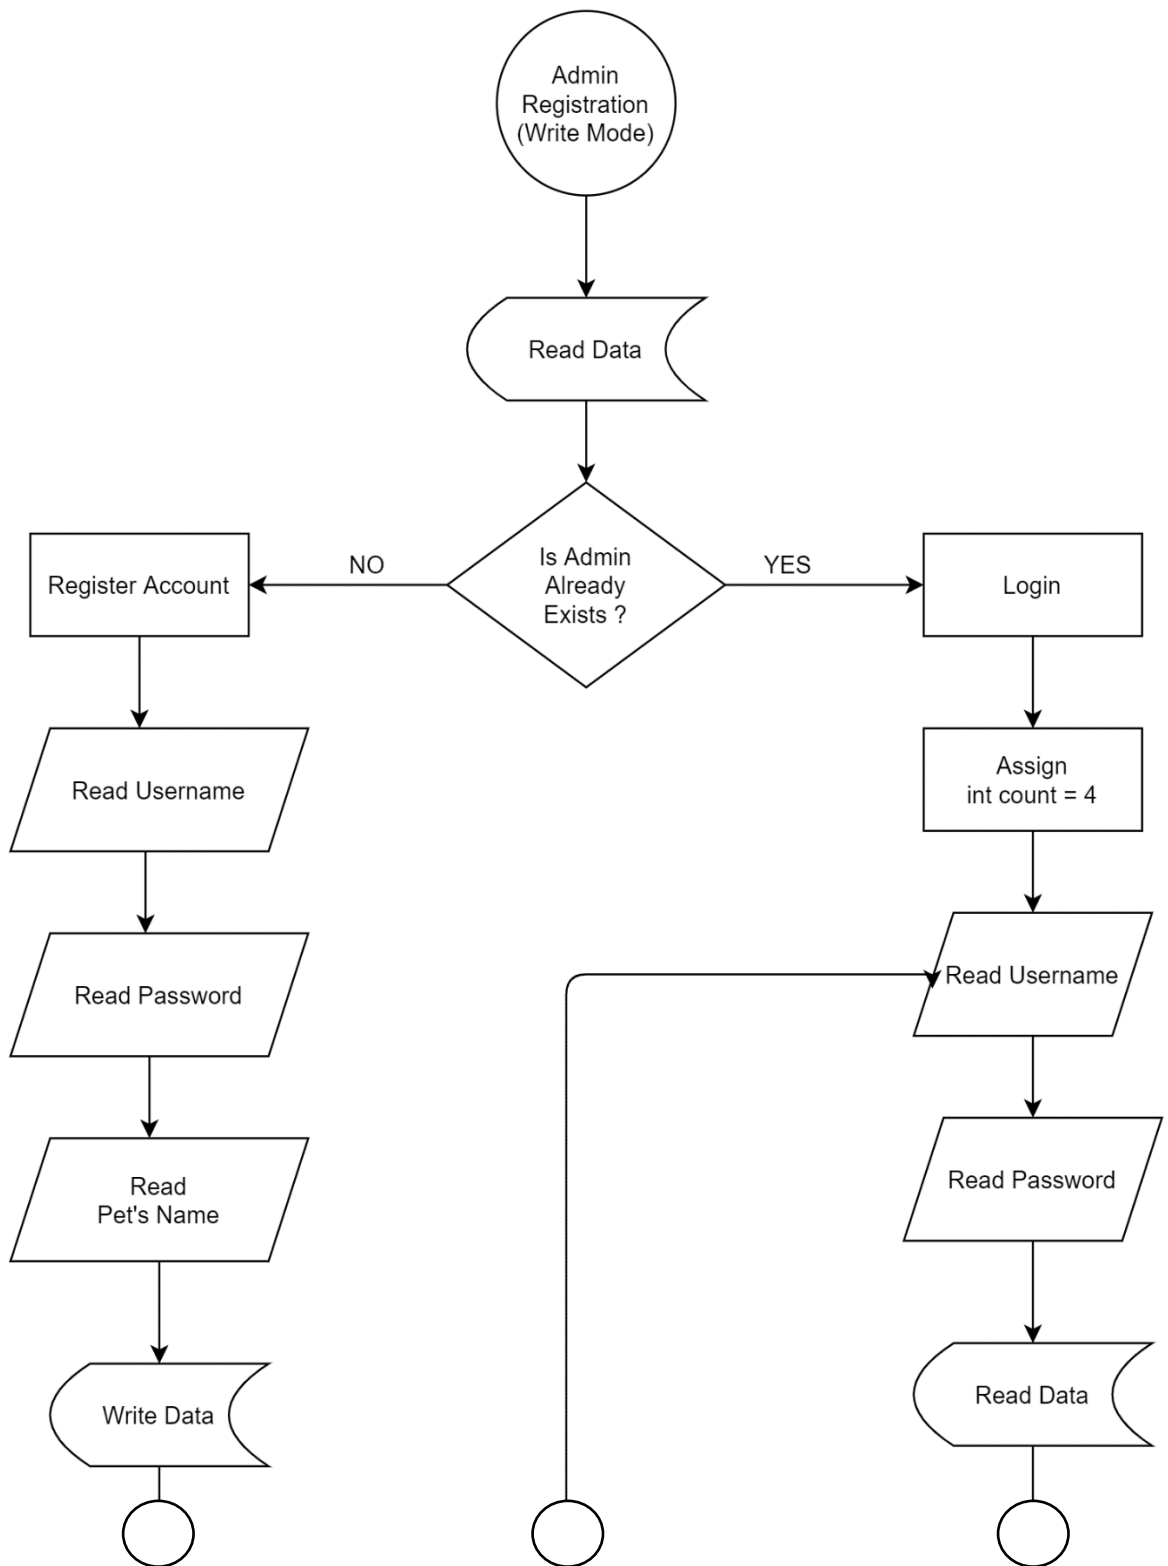 Admin
Registration
(Write Mode)
Read Data
Is Admin
Already
Exists ?
NO
YES
Register Account
Login
Read Username
Assign
int count = 4
Read Password
Read Username
Read
Pet's Name
Read Password
Write Data
Read Data